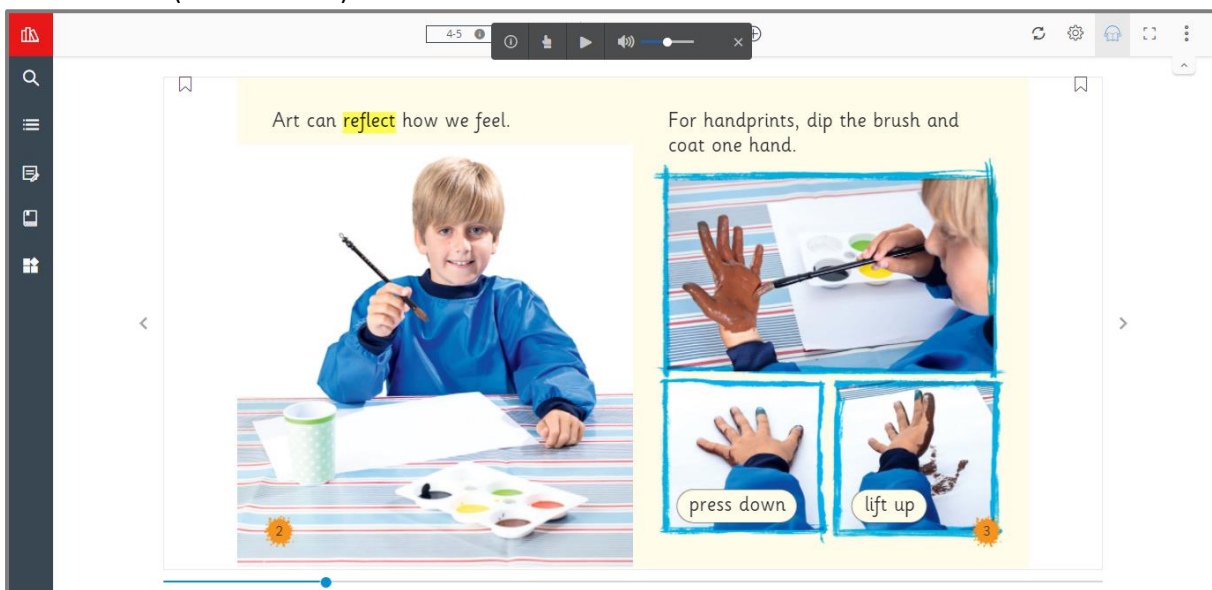 4-5
Art can reflect how we feel.
For handprints, dip the brush and
coat one hand.
press down
lift up
2
3